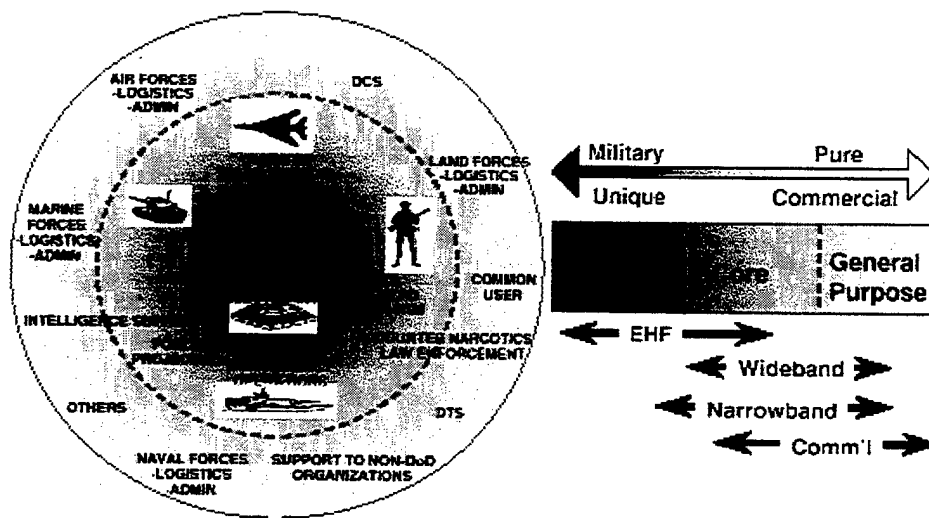 AIR FORCES
-LOGISTICS
-ADMIN
DCS
LAND FORCES
-LOGISTICS
-ADMIN
MARINE
FORCES
-LOGISTICS
-ADMIN
COMMON
USER
INTELLIGENCE
COUNTER NARCOTICS
LAW ENFORCEMENT
OTHERS
DTS
NAVAL FORCES
-LOGISTICS
-ADMIN
SUPPORT TO NON-DoD
ORGANIZATIONS
Military
Pure
Unique
Commercial
General
Purpose
EHF
Wideband
Narrowband
Comm'l